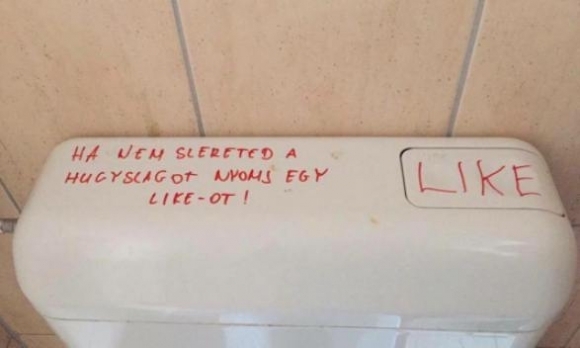 HA NEM SZERETED A
HUGYSZAGOT NYOMJ EGY
LIKE-OT!
LIKE